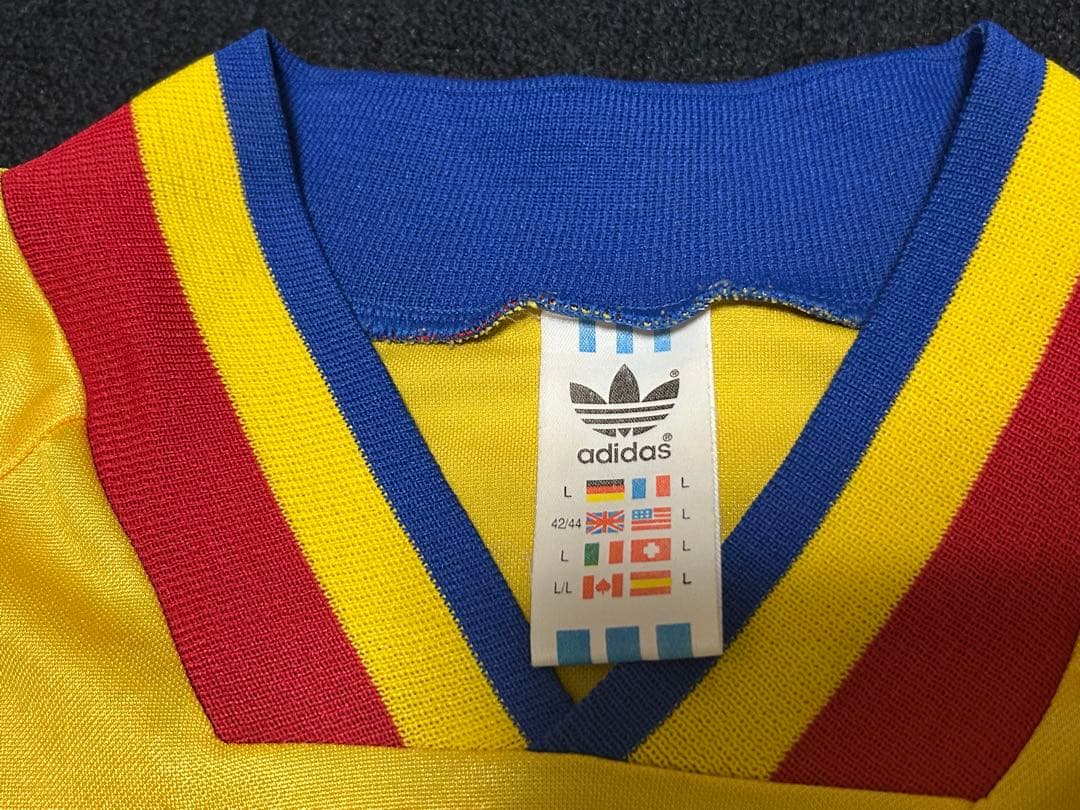 ®
adidas®
L L
42/44 L
L L
L/L L